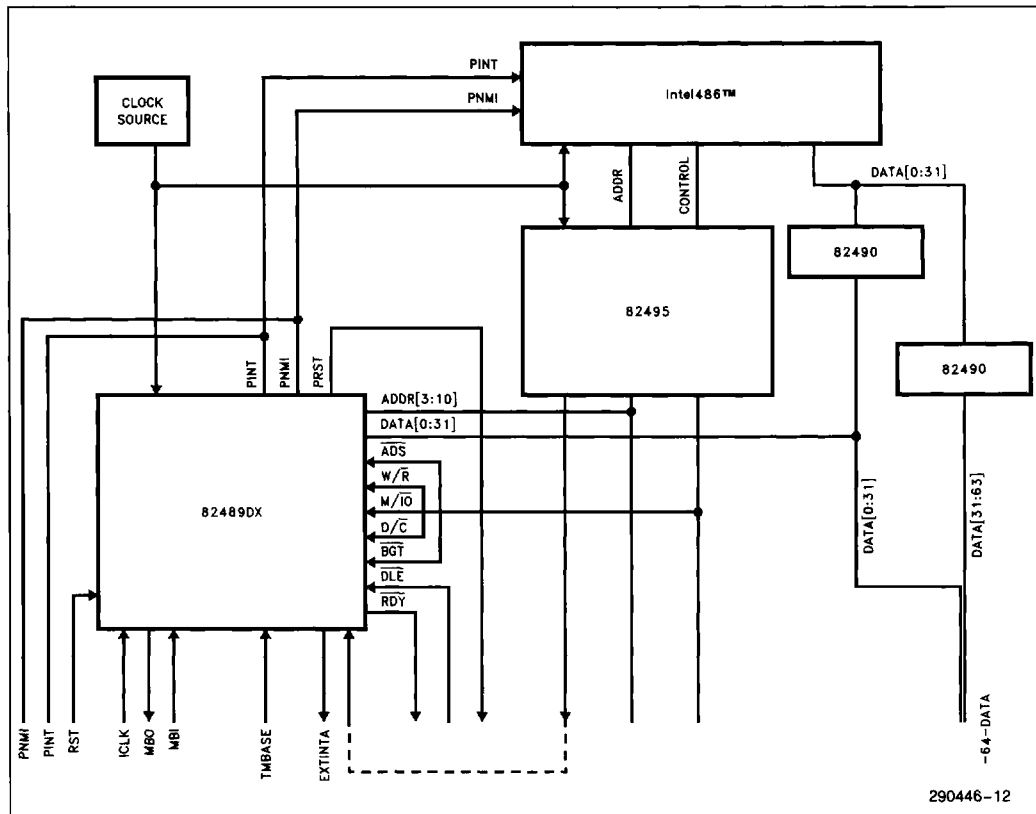 PINT
Intel486™
CLOCK
SOURCE
PNMI
ADDR
CONTROL
DATA[0:31]
82490
82495
82490
PINT
PNMI
PRST
ADDR[3:10]
DATA[0:31]
ADS
W/R
M/IO
D/C
BGT
DLE
RDY
82489DX
DATA[0:31]
DATA[31:63]
PNMI
PINT
RST
ICLK
MBO
MBI
TMBASE
EXTINTA
-64-DATA
290446-12